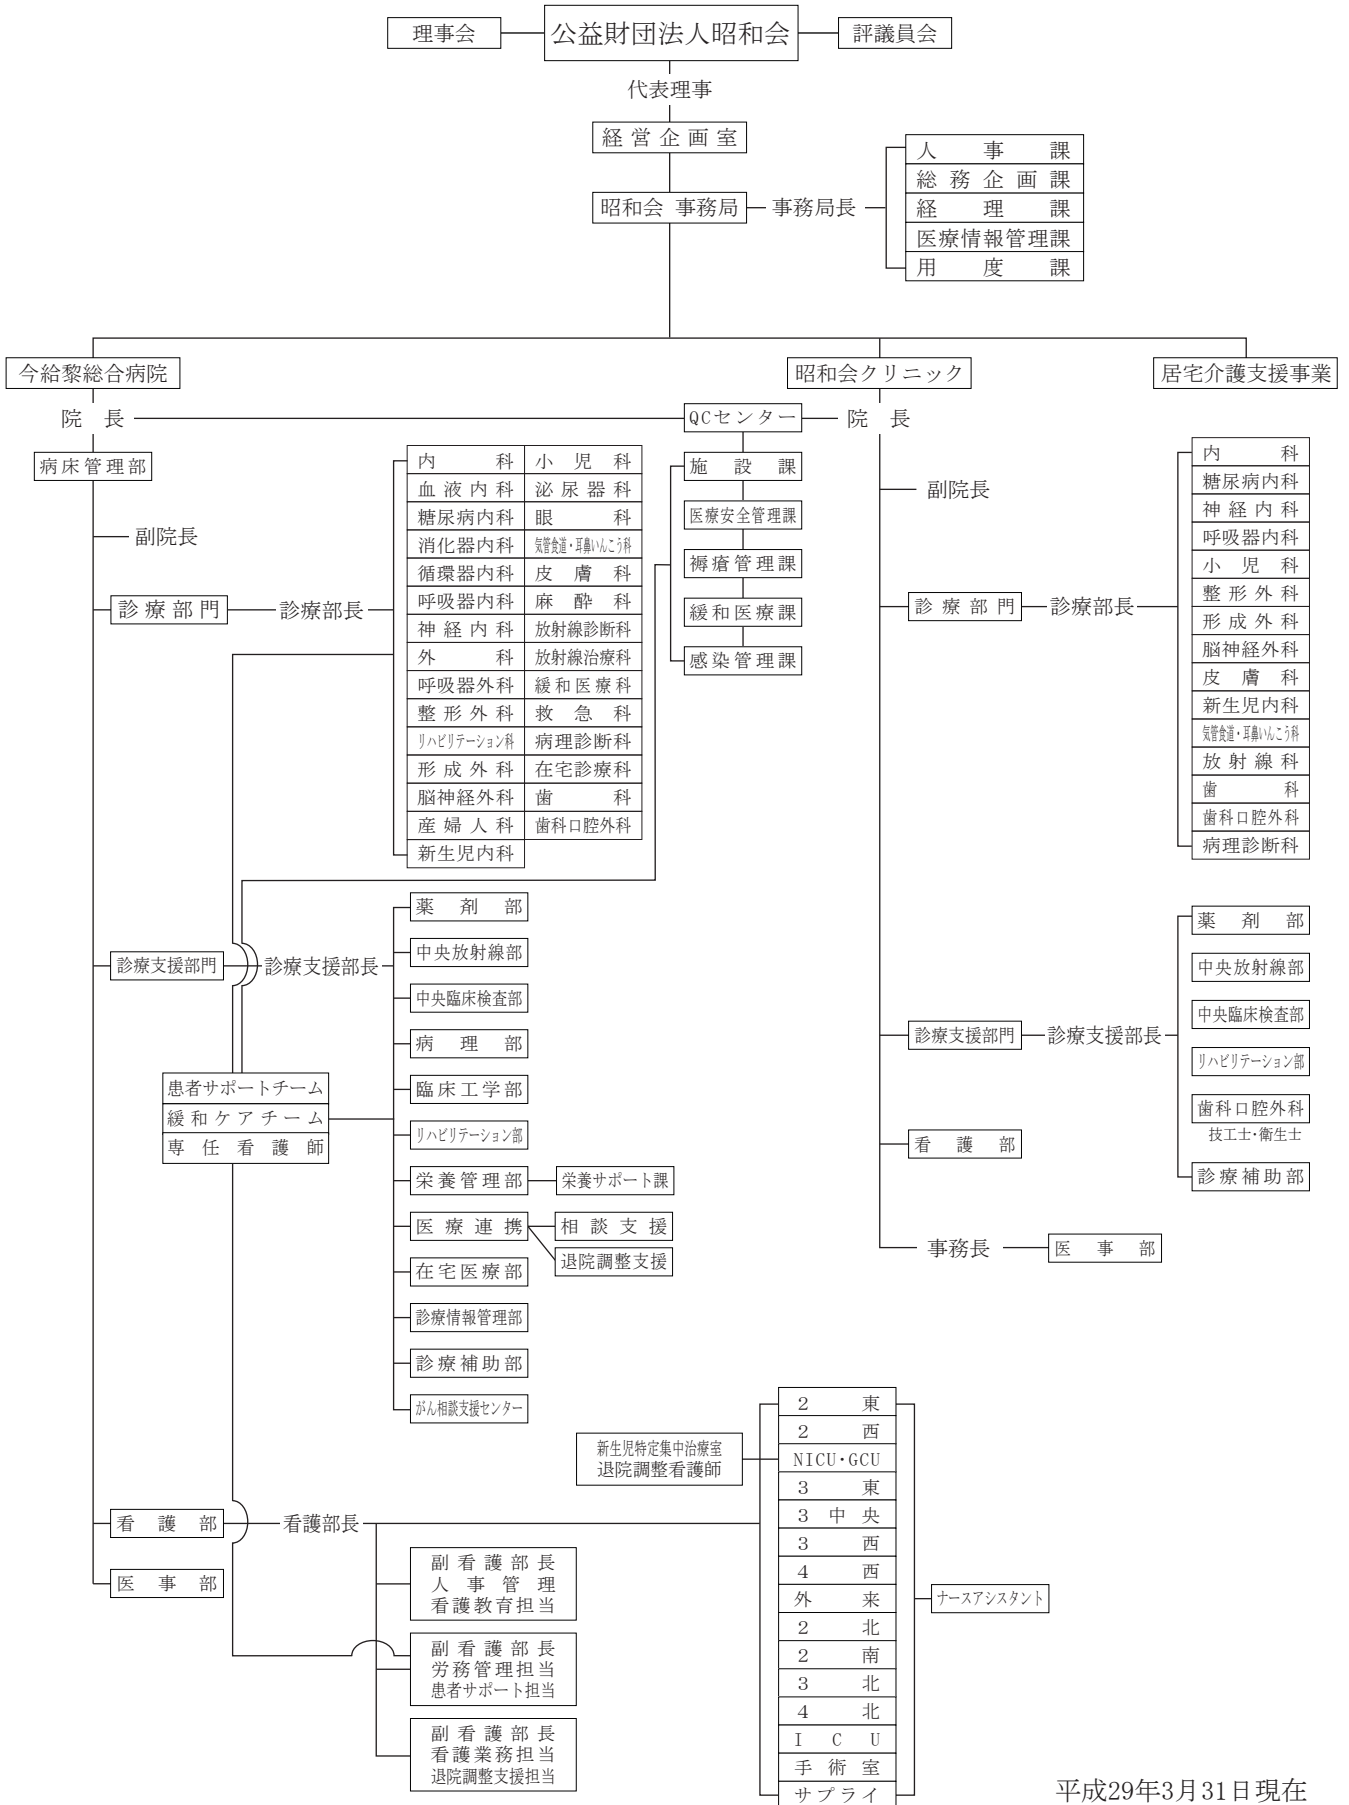 理事会
公益財団法人昭和会
評議員会
代表理事
経営企画室
昭和会 事務局
事務局長
人事課
総務企画課
経理課
医療情報管理課
用度課
今給黎総合病院
昭和会クリニック
居宅介護支援事業
院長
QCセンター
院長
病床管理部
副院長
診療部門
診療部長
内科 小児科
血液内科 泌尿器科
糖尿病内科 眼科
消化器内科 気管食道・耳鼻いんこう科
循環器内科 皮膚科
呼吸器内科 麻酔科
神経内科 放射線診断科
外科 放射線治療科
呼吸器外科 緩和医療科
整形外科 救急科
リハビリテーション科 病理診断科
形成外科 在宅診療科
脳神経外科 歯科
産婦人科 歯科口腔外科
新生児内科
施設課
医療安全管理課
褥瘡管理課
緩和医療課
感染管理課
副院長
診療部門
診療部長
内科
糖尿病内科
神経内科
呼吸器内科
小児科
整形外科
形成外科
脳神経外科
皮膚科
新生児内科
気管食道・耳鼻いんこう科
放射線科
歯科
歯科口腔外科
病理診断科
診療支援部門
診療支援部長
薬剤部
中央放射線部
中央臨床検査部
病理部
臨床工学部
リハビリテーション部
栄養管理部
栄養サポート課
医療連携
相談支援
退院調整支援
在宅医療部
診療情報管理部
診療補助部
がん相談支援センター
患者サポートチーム
緩和ケアチーム
専任看護師
診療支援部門
診療支援部長
薬剤部
中央放射線部
中央臨床検査部
リハビリテーション部
歯科口腔外科
技工士・衛生士
診療補助部
看護部
事務長
医事部
看護部
看護部長
医事部
副看護部長
人事管理
看護教育担当
副看護部長
労務管理担当
患者サポート担当
副看護部長
看護業務担当
退院調整支援担当
新生児特定集中治療室
退院調整看護師
2東
2西
NICU・GCU
3東
3中央
3西
4西
外来
2北
2南
3北
4北
ICU
手術室
サプライ
ナースアシスタント
平成29年3月31日現在